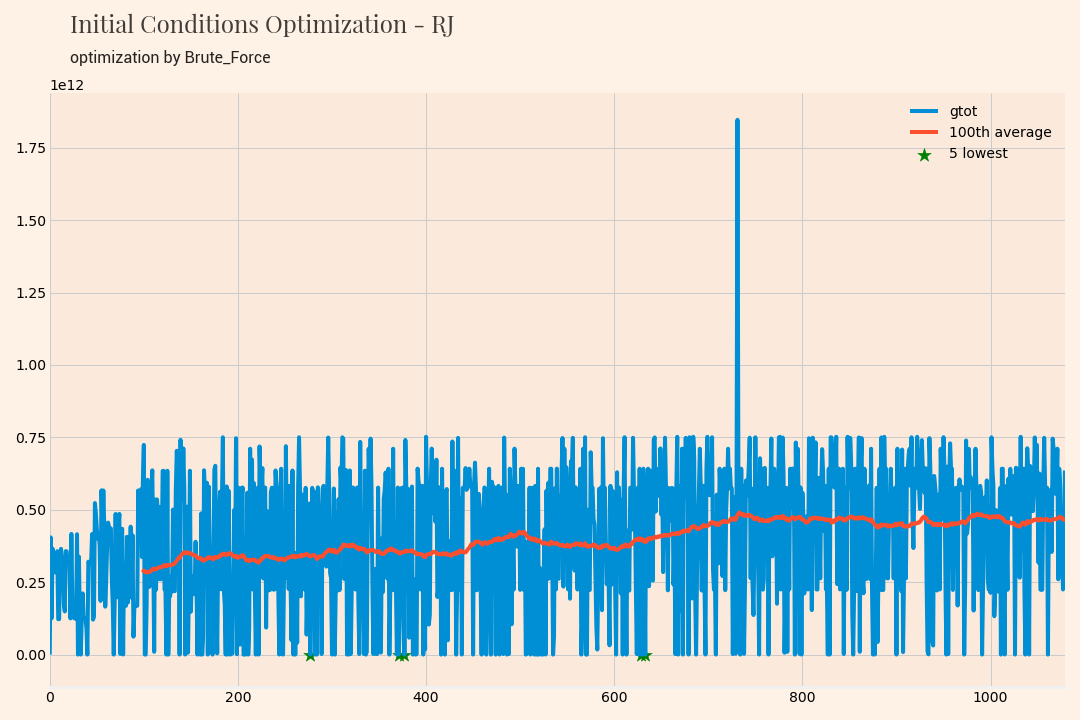 Initial Conditions Optimization - RJ
optimization by Brute_Force
1e12
gtot
100th average
5 lowest
1.75
1.50
1.25
1.00
0.75
0.50
0.25
0.00
0 200 400 600 800 1000